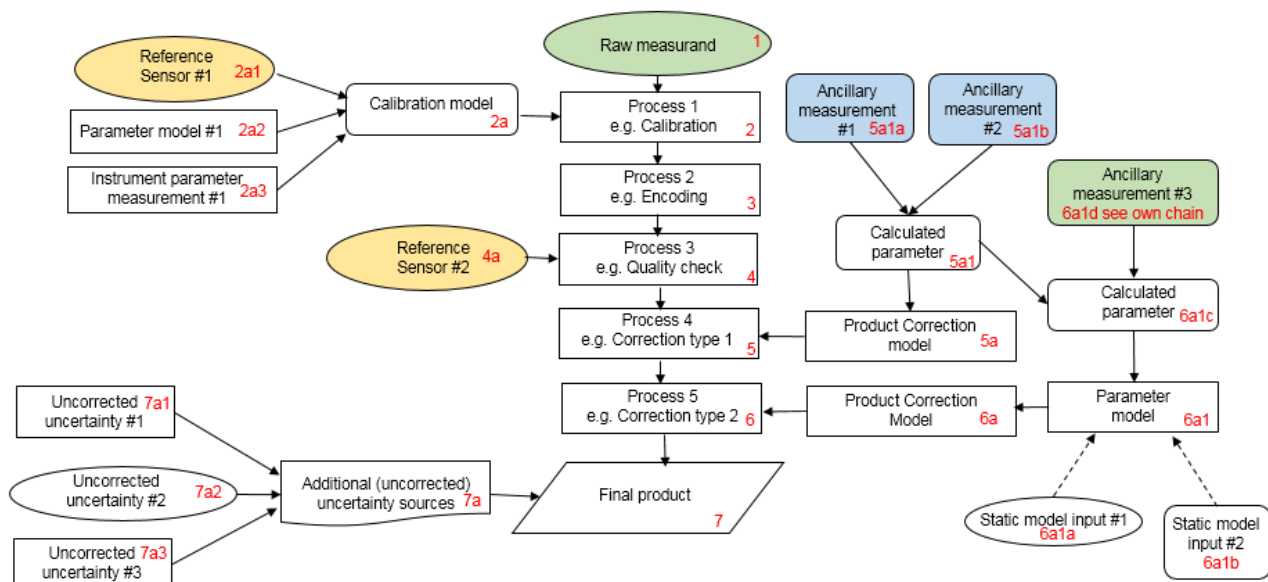 Raw measurand 1
Reference
Sensor #1 2a1
Parameter model #1 2a2
Instrument parameter
measurement #1 2a3
Calibration model
2a
Process 1
e.g. Calibration 2
Process 2
e.g. Encoding 3
Reference
Sensor #2 4a
Process 3
e.g. Quality check 4
Process 4
e.g. Correction type 1 5
Process 5
e.g. Correction type 2 6
Ancillary
measurement
#1 5a1a
Ancillary
measurement
#2 5a1b
Ancillary
measurement #3
6a1d see own chain
Calculated
parameter 5a1
Calculated
parameter 6a1c
Product Correction
model 5a
Product Correction
Model 6a
Parameter
model 6a1
Static model input #1
6a1a
Static model
input #2
6a1b
Uncorrected 7a1
uncertainty #1
Uncorrected
uncertainty #2 7a2
Uncorrected 7a3
uncertainty #3
Additional (uncorrected)
uncertainty sources 7a
Final product
7